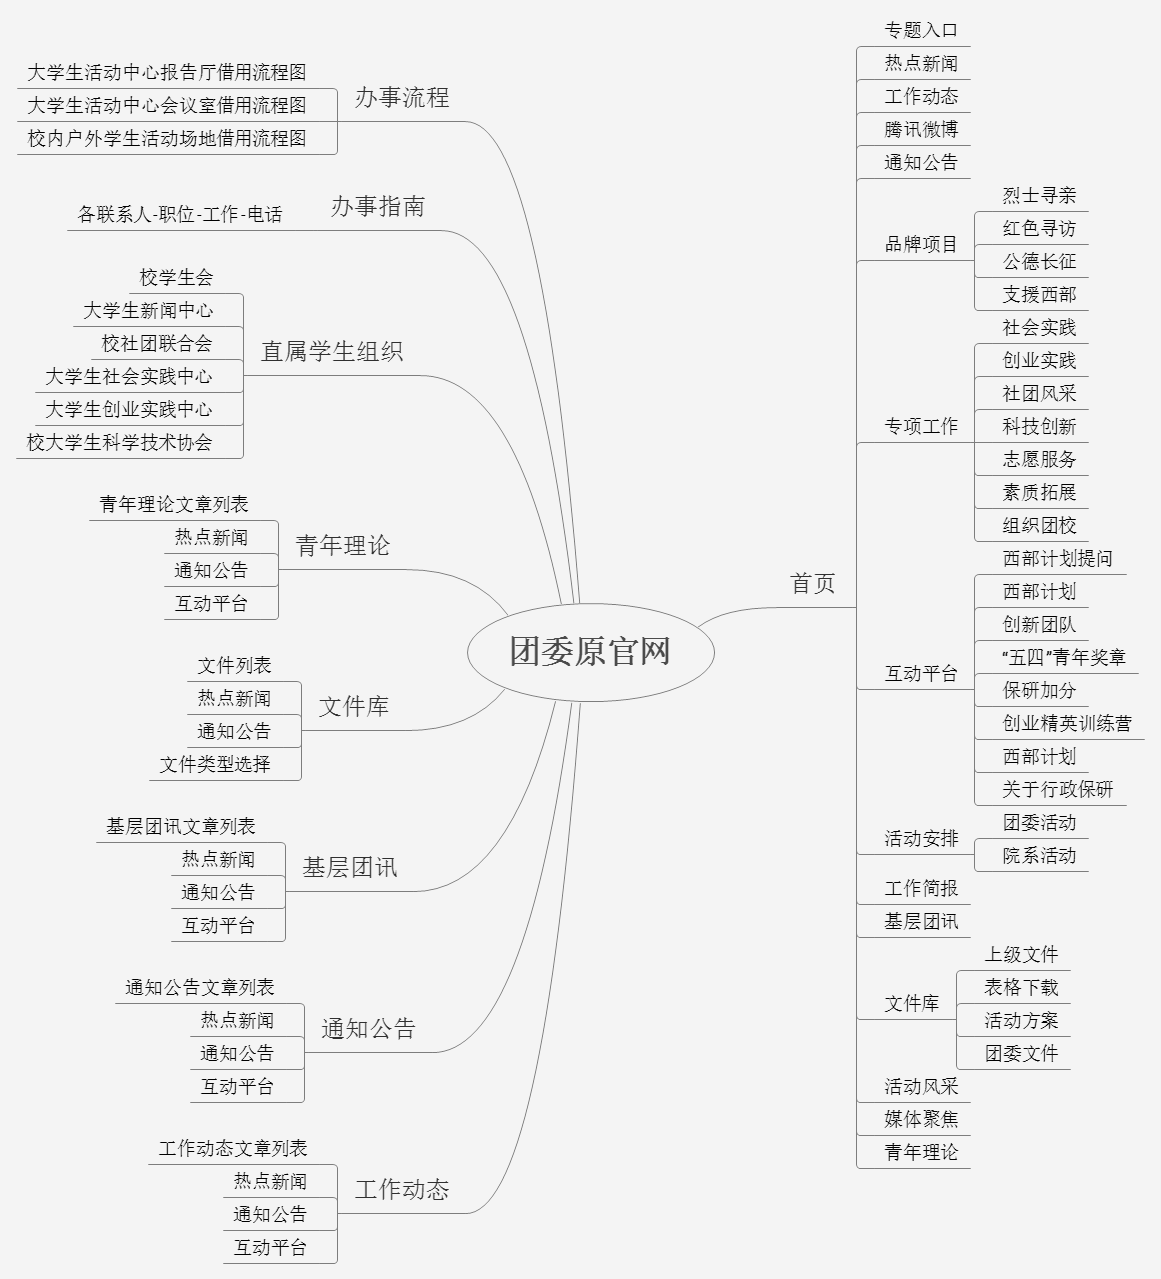 团委原官网
首页
专题入口
热点新闻
工作动态
腾讯微博
通知公告
品牌项目
烈士寻亲
红色寻访
公德长征
支援西部
专项工作
社会实践
创业实践
社团风采
科技创新
志愿服务
素质拓展
组织团校
互动平台
西部计划提问
西部计划
创新团队
“五四”青年奖章
保研加分
创业精英训练营
西部计划
关于行政保研
活动安排
团委活动
院系活动
工作简报
基层团讯
文件库
上级文件
表格下载
活动方案
团委文件
活动风采
媒体聚焦
青年理论
办事流程
大学生活动中心报告厅借用流程图
大学生活动中心会议室借用流程图
校内户外学生活动场地借用流程图
办事指南
各联系人-职位-工作-电话
直属学生组织
校学生会
大学生新闻中心
校社团联合会
大学生社会实践中心
大学生创业实践中心
校大学生科学技术协会
青年理论
青年理论文章列表
热点新闻
通知公告
互动平台
文件库
文件列表
热点新闻
通知公告
文件类型选择
基层团讯
基层团讯文章列表
热点新闻
通知公告
互动平台
通知公告
通知公告文章列表
热点新闻
通知公告
互动平台
工作动态
工作动态文章列表
热点新闻
通知公告
互动平台